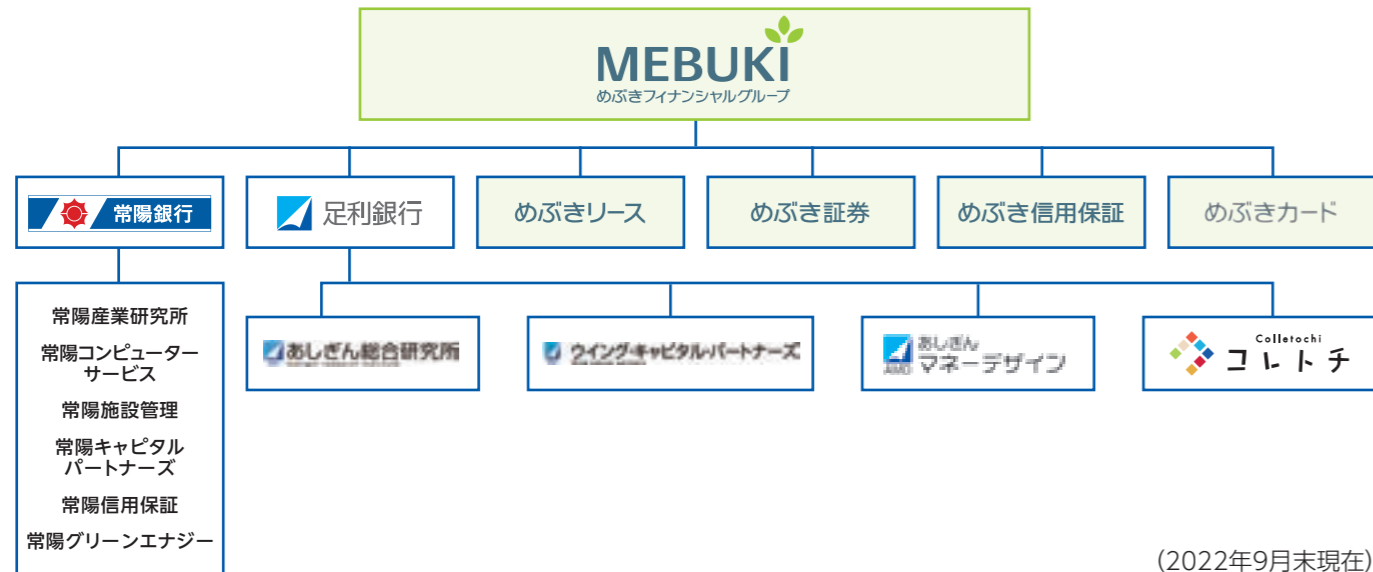 MEBUKI
めぶきフィナンシャルグループ
常陽銀行
足利銀行
めぶきリース
めぶき証券
めぶき信用保証
めぶきカード
常陽産業研究所
常陽コンピューター
サービス
常陽施設管理
常陽キャピタル
パートナーズ
常陽信用保証
常陽グリーンエナジー
あしぎん総合研究所
ウイング・キャピタル・パートナーズ
あしぎん
マネーデザイン
Colletochi
コレトチ
(2022年9月末現在)